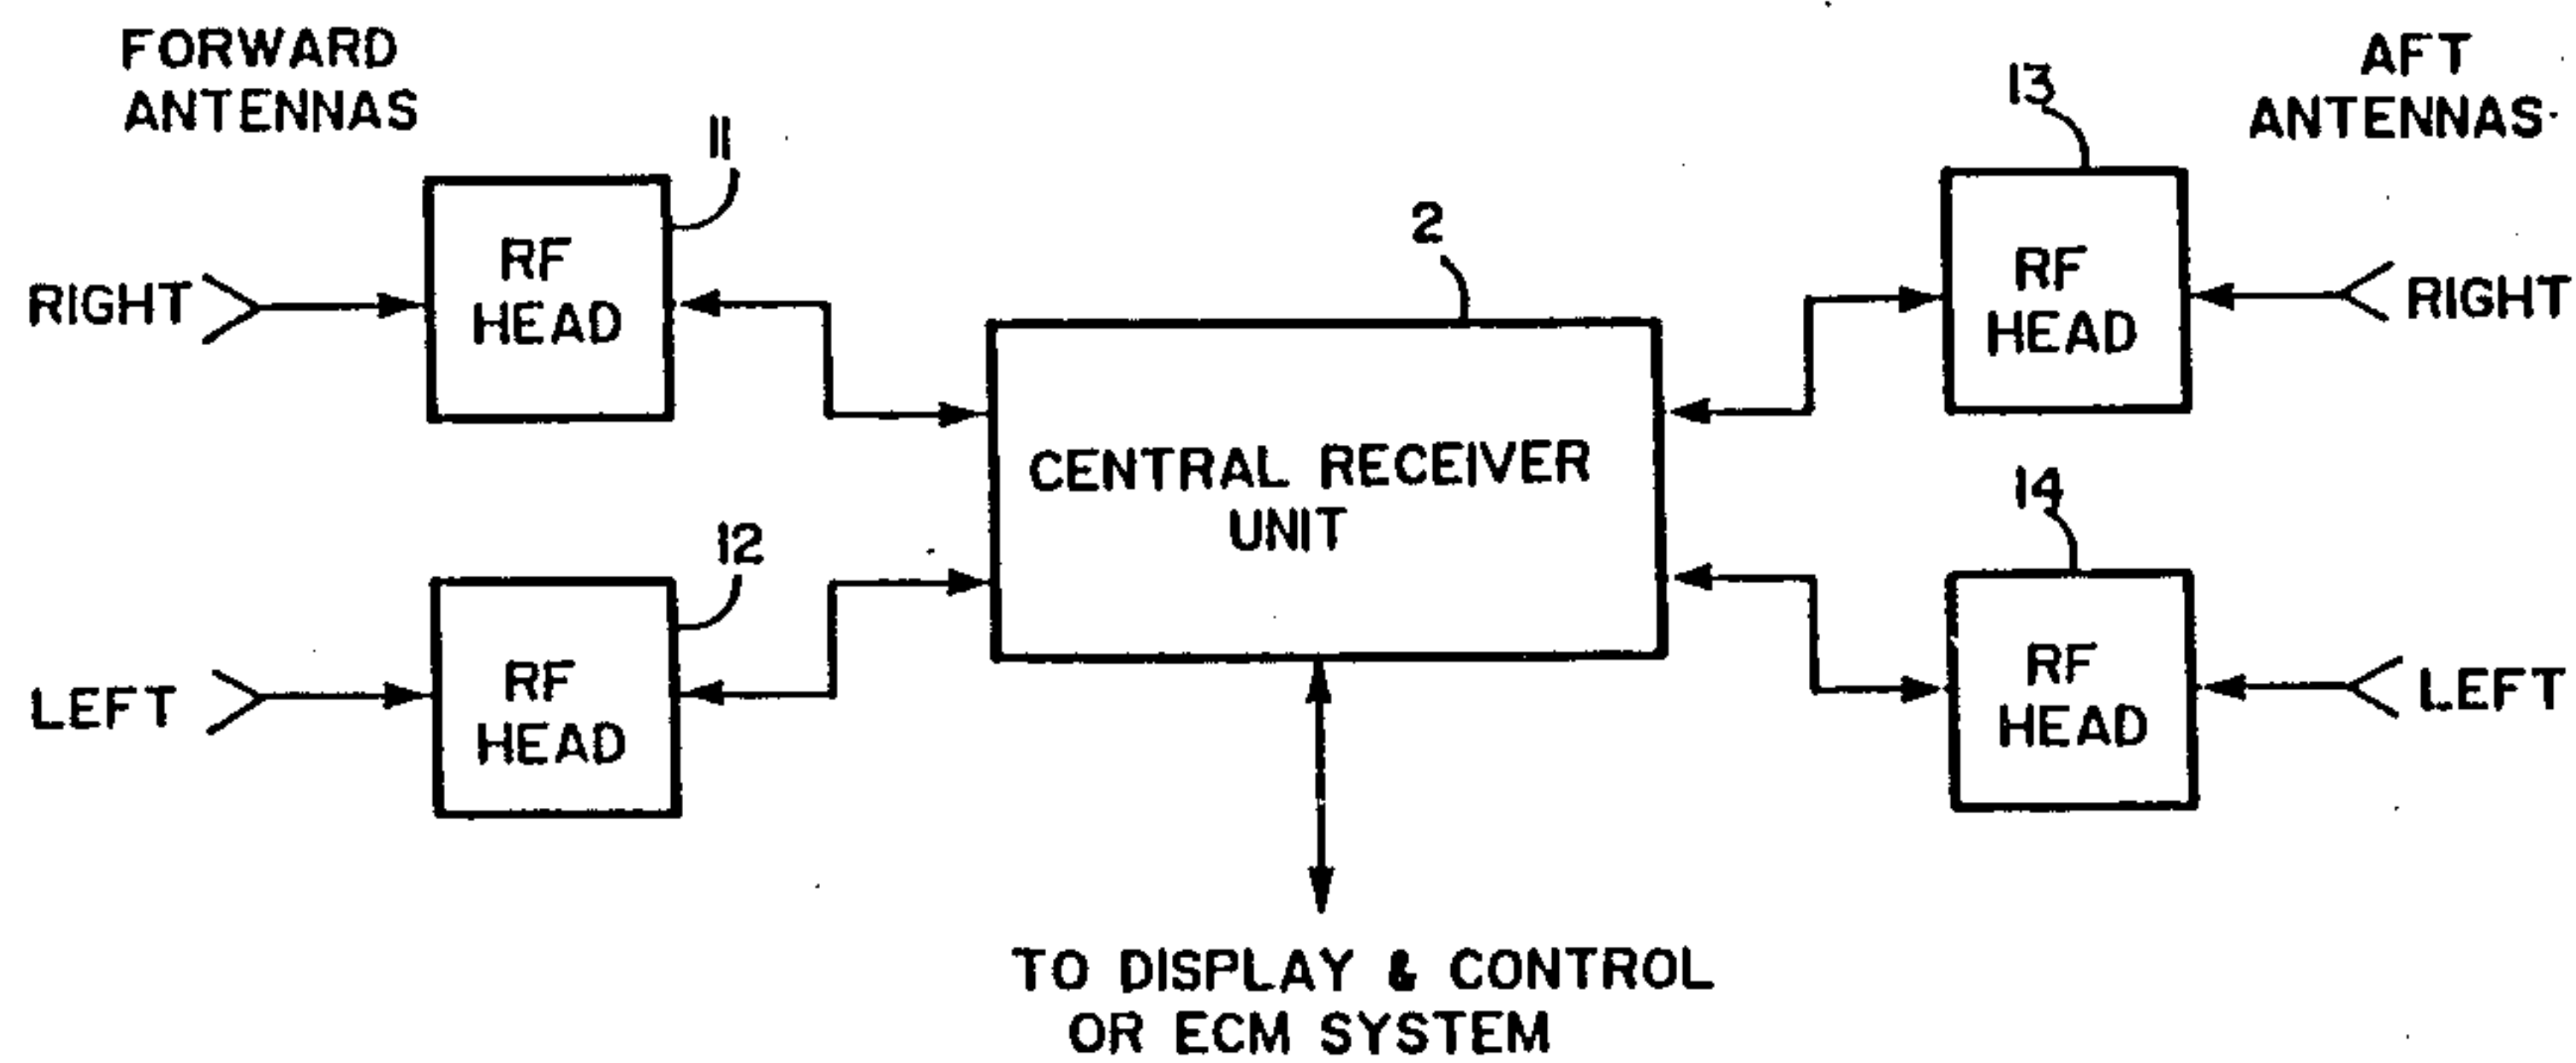 FORWARD
ANTENNAS
AFT
ANTENNAS
11
13
RIGHT
RF
HEAD
2
RF
HEAD
RIGHT
CENTRAL RECEIVER
UNIT
12
14
LEFT
RF
HEAD
RF
HEAD
LEFT
TO DISPLAY & CONTROL
OR ECM SYSTEM